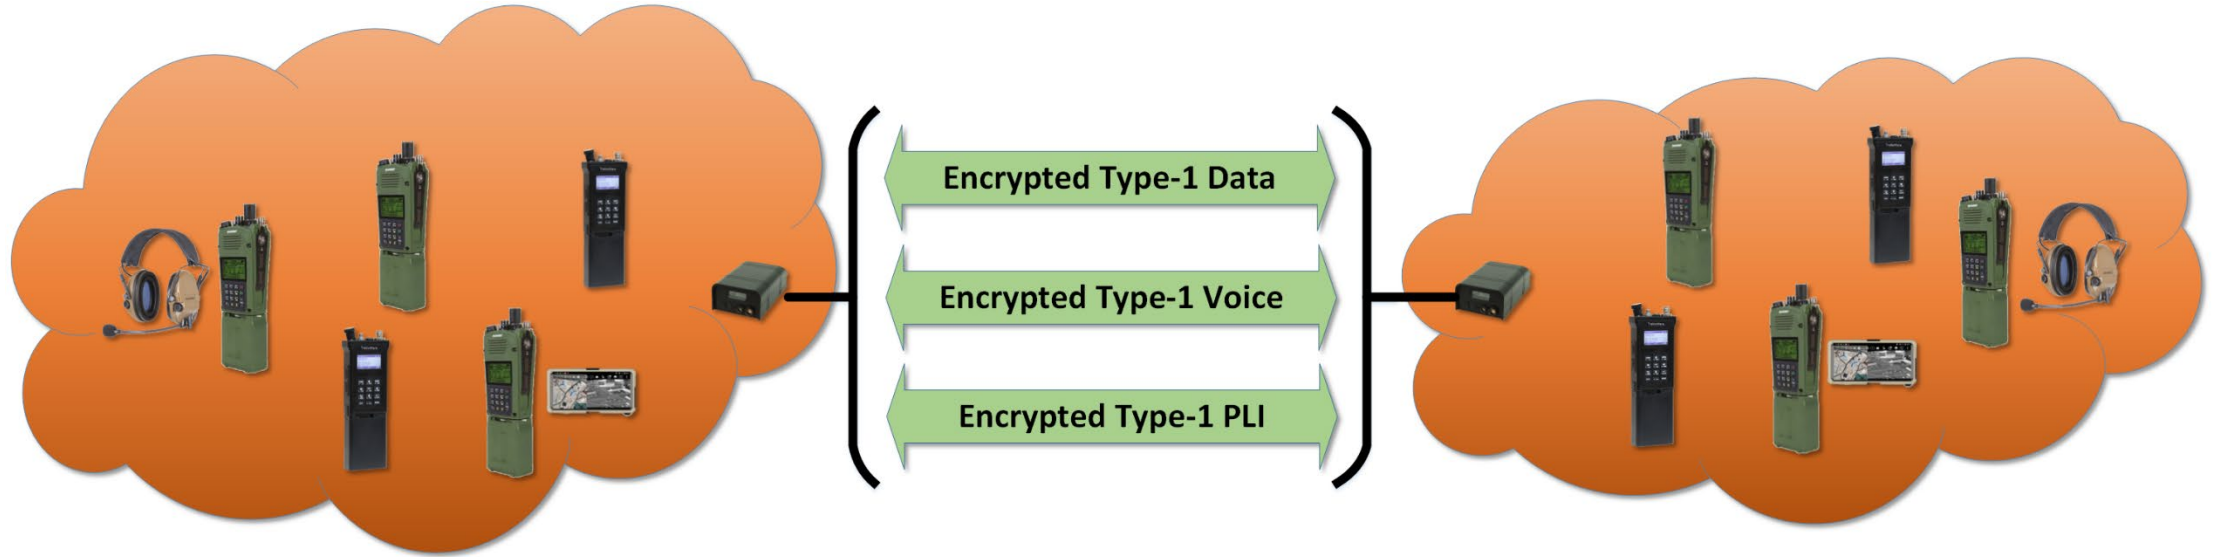 Encrypted Type-1 Data
Encrypted Type-1 Voice
Encrypted Type-1 PLI